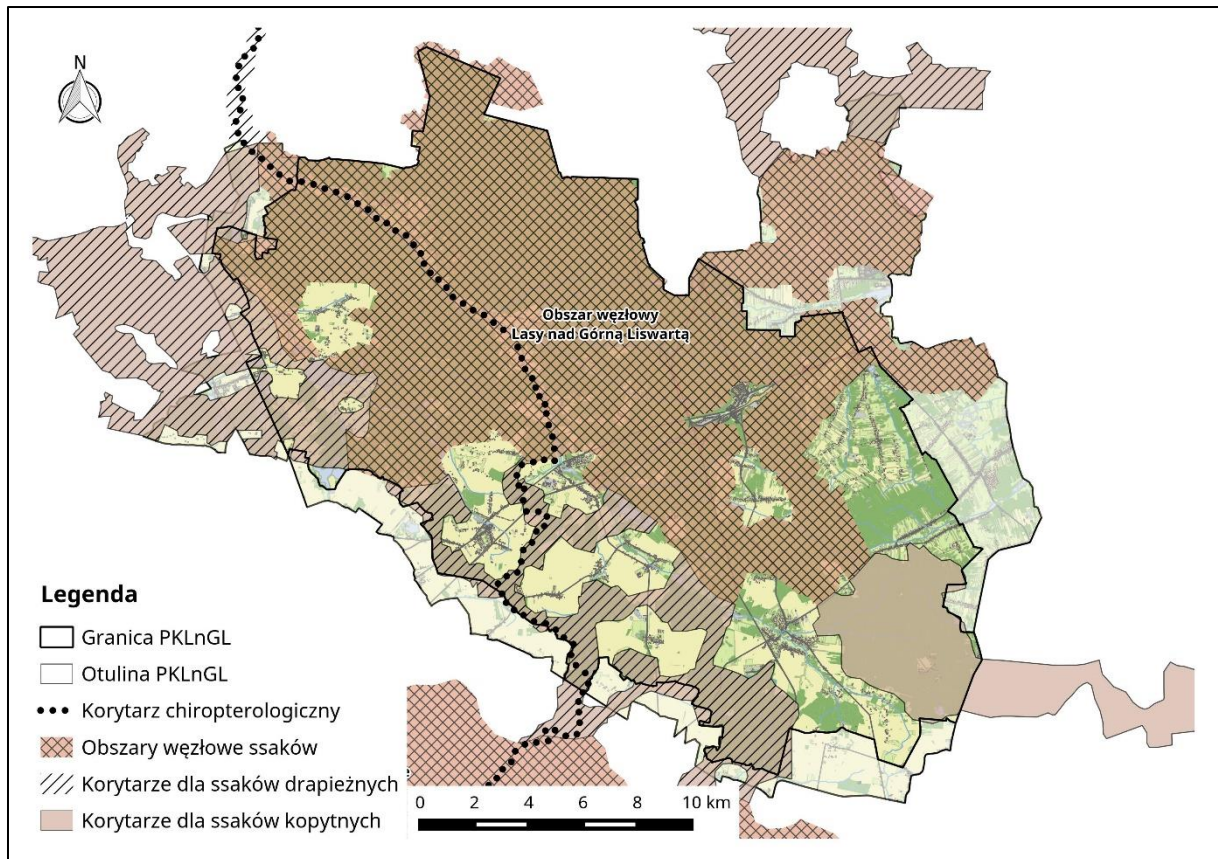 N
Obszar węzłowy
Lasy nad Górną Liswartą
Legenda
Granica PKLnGL
Otulina PKLnGL
Korytarz chiropterologiczny
Obszary węzłowe ssaków
Korytarze dla ssaków drapieżnych
Korytarze dla ssaków kopytnych
e
0 2 4 6 8 10 km